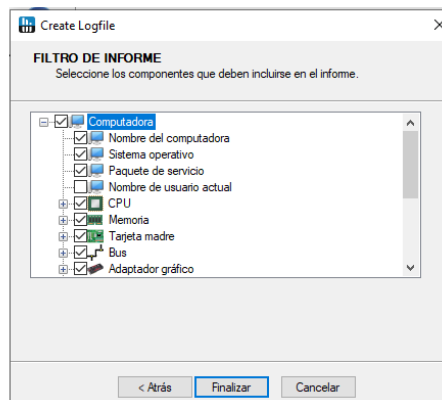 Create Logfile
FILTRO DE INFORME
Seleccione los componentes que deben incluirse en el informe.
Computadora
Nombre del computadora
Sistema operativo
Paquete de servicio
Nombre de usuario actual
CPU
Memoria
Tarjeta madre
Bus
Adaptador gráfico
< Atrás Finalizar Cancelar